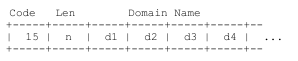 Code   Len         Domain Name
+-----+-----+-----+-----+-----+-----+--
|  15 |  n  |  d1 |  d2 |  d3 |  d4 |  ...
+-----+-----+-----+-----+-----+-----+--